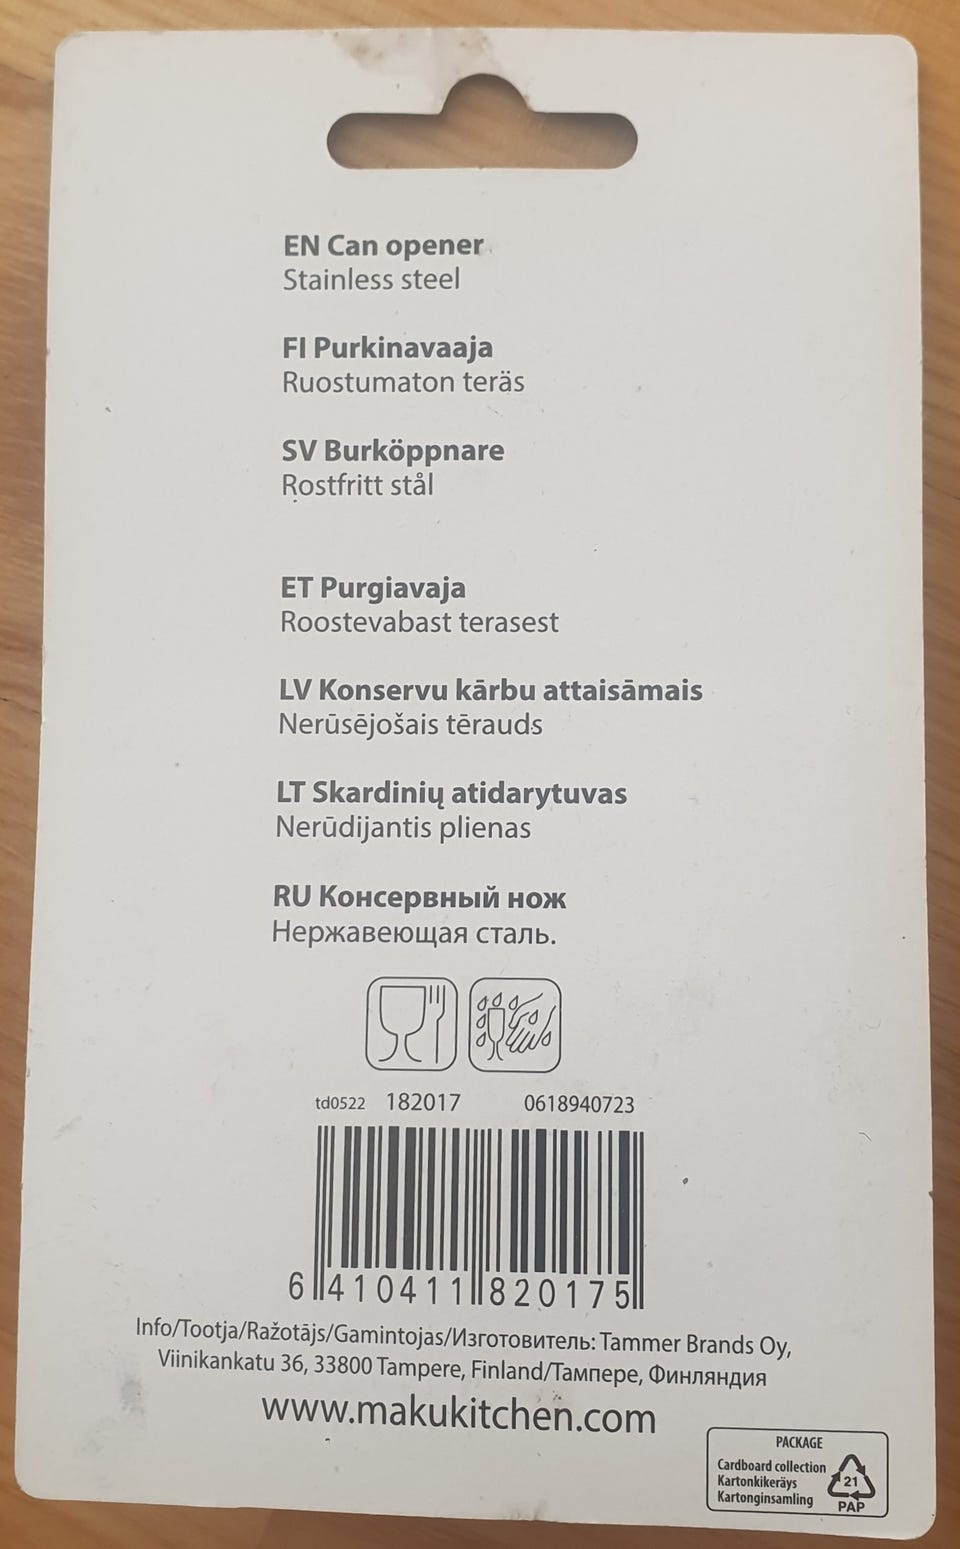 EN Can opener
Stainless steel
FI Purkinavaaja
Ruostumaton teräs
SV Burköppnare
Rostfritt stål
ET Purgiavaja
Roostevabast terasest
LV Konservu kārbu attaisāmais
Nerūsējošais tērauds
LT Skardinių atidarytuvas
Nerūdijantis plienas
RU Консервный нож
Нержавеющая сталь.
td0522 182017 0618940723
6 410411 820175
Info/Tootja/Ražotājs/Gamintojas/Изготовитель: Tammer Brands Oy,
Viinikankatu 36, 33800 Tampere, Finland/Тампере, Финляндия
www.makukitchen.com
PACKAGE
Cardboard collection
Kartonkikeräys
Kartonginsamling
21
PAP